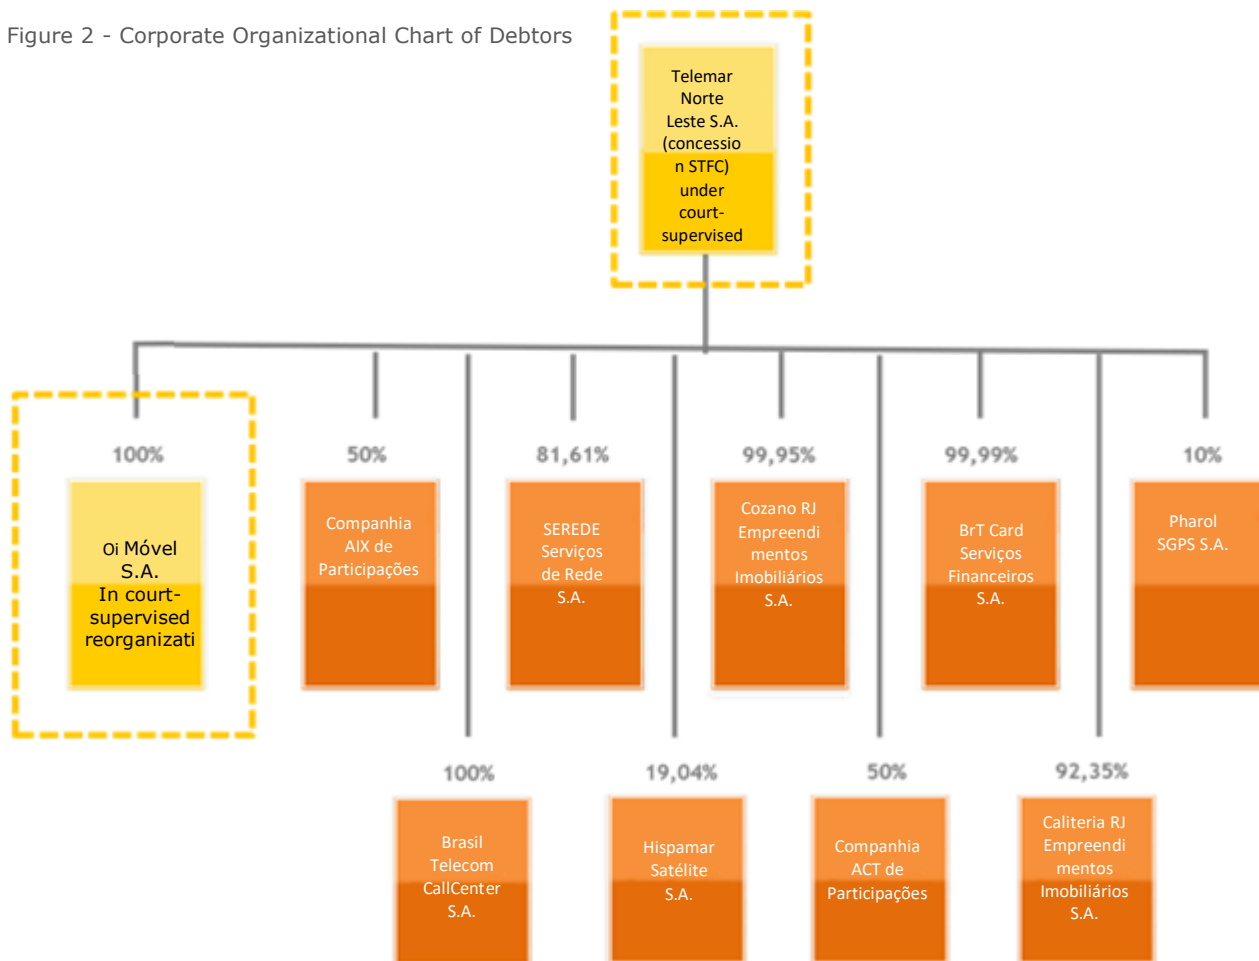 Figure 2 - Corporate Organizational Chart of Debtors
Telemar
Norte
Leste S.A.
(concessio
n STFC)
under
court-
supervised
100%
50%
81,61%
99,95%
99,99%
10%
Oi Móvel
S.A.
In court-
supervised
reorganizati
Companhia
AIX de
Participações
SEREDE
Serviços
de Rede
S.A.
Cozano RJ
Empreendi
mentos
Imobiliários
S.A.
BrT Card
Serviços
Financeiros
S.A.
Pharol
SGPS S.A.
100%
19,04%
50%
92,35%
Brasil
Telecom
CallCenter
S.A.
Hispamar
Satélite
S.A.
Companhia
ACT de
Participações
Caliteria RJ
Empreendi
mentos
Imobiliários
S.A.